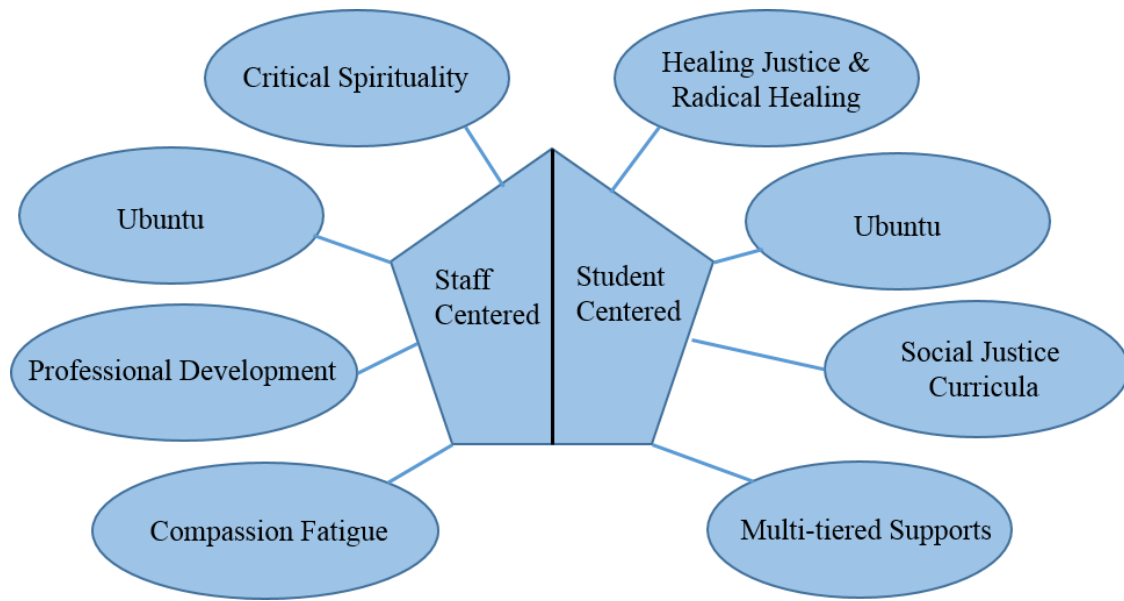 Critical Spirituality
Healing Justice &
Radical Healing
Ubuntu
Ubuntu
Staff
Centered
Student
Centered
Professional Development
Social Justice
Curricula
Compassion Fatigue
Multi-tiered Supports